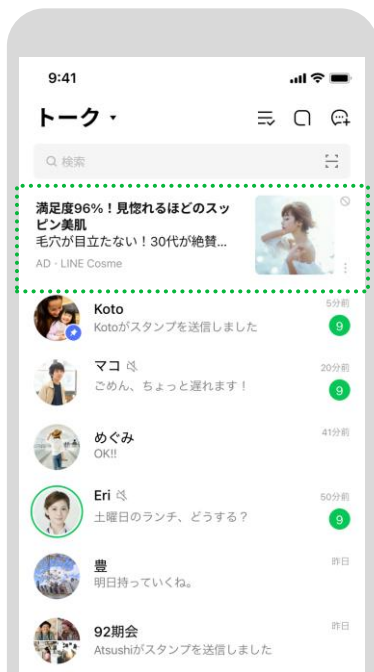 9:41
トーク
検索
満足度96%！見惚れるほどのスッ
ピン美肌
毛穴が目立たない！30代が絶賛...
AD・LINE Cosme
Koto
5分前
Kotoがスタンプを送信しました
9
マコ
20分前
ごめん、ちょっと遅れます！
9
めぐみ
41分前
OK!!
Eri
50分前
土曜日のランチ、どうする？
9
豊
昨日
明日持っていくね。
92期会
昨日
Atsushiがスタンプを送信しました